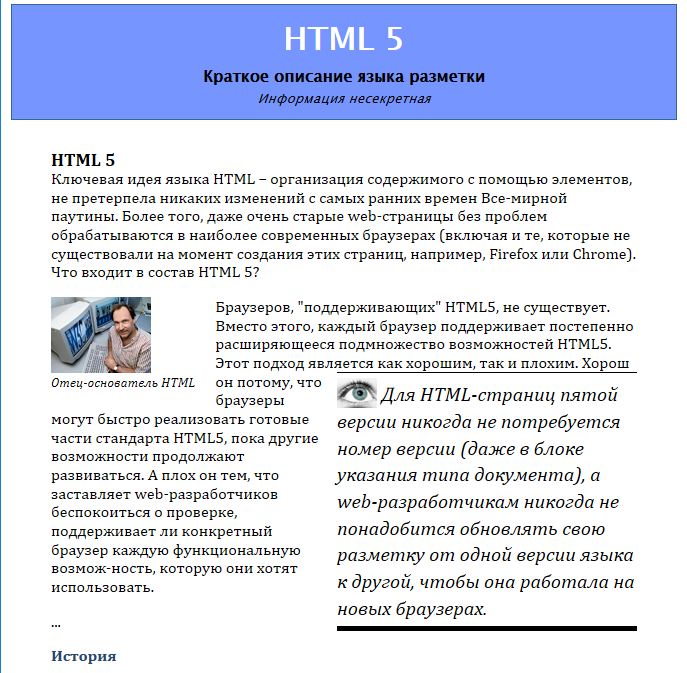 HTML 5
Краткое описание языка разметки
Информация несекретная
HTML 5
Ключевая идея языка HTML – организация содержимого с помощью элементов,
не претерпела никаких изменений с самых ранних времен Все-мирной
паутины. Более того, даже очень старые web-страницы без проблем
обрабатываются в наиболее современных браузерах (включая и те, которые не
существовали на момент создания этих страниц, например, Firefox или Chrome).
Что входит в состав HTML 5?
Отец-основатель HTML
Браузеров, "поддерживающих" HTML5, не существует.
Вместо этого, каждый браузер поддерживает постепенно
расширяющееся подмножество возможностей HTML5.
Этот подход является как хорошим, так и плохим. Хорош
он потому, что
браузеры
могут быстро реализовать готовые
части стандарта HTML5, пока другие
возможности продолжают
развиваться. А плох он тем, что
заставляет web-разработчиков
беспокоиться о проверке,
поддерживает ли конкретный
браузер каждую функциональную
возмож-ность, которую они хотят
использовать.
Для HTML-страниц пятой
версии никогда не потребуется
номер версии (даже в блоке
указания типа документа), а
web-разработчикам никогда не
понадобится обновлять свою
разметку от одной версии языка
к другой, чтобы она работала на
новых браузерах.
...
История